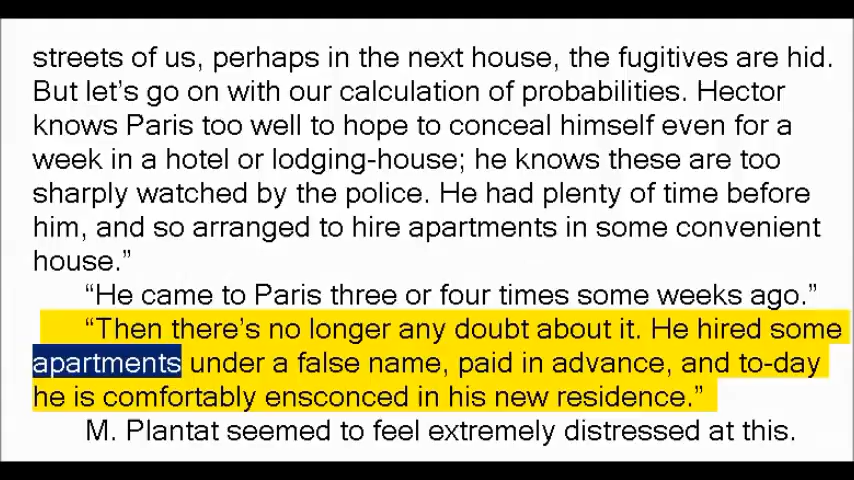 streets of us, perhaps in the next house, the fugitives are hid.
But let’s go on with our calculation of probabilities. Hector
knows Paris too well to hope to conceal himself even for a
week in a hotel or lodging-house; he knows these are too
sharply watched by the police. He had plenty of time before
him, and so arranged to hire apartments in some convenient
house.”
“He came to Paris three or four times some weeks ago.”
“Then there’s no longer any doubt about it. He hired some
apartments under a false name, paid in advance, and to-day
he is comfortably ensconced in his new residence.”
M. Plantat seemed to feel extremely distressed at this.